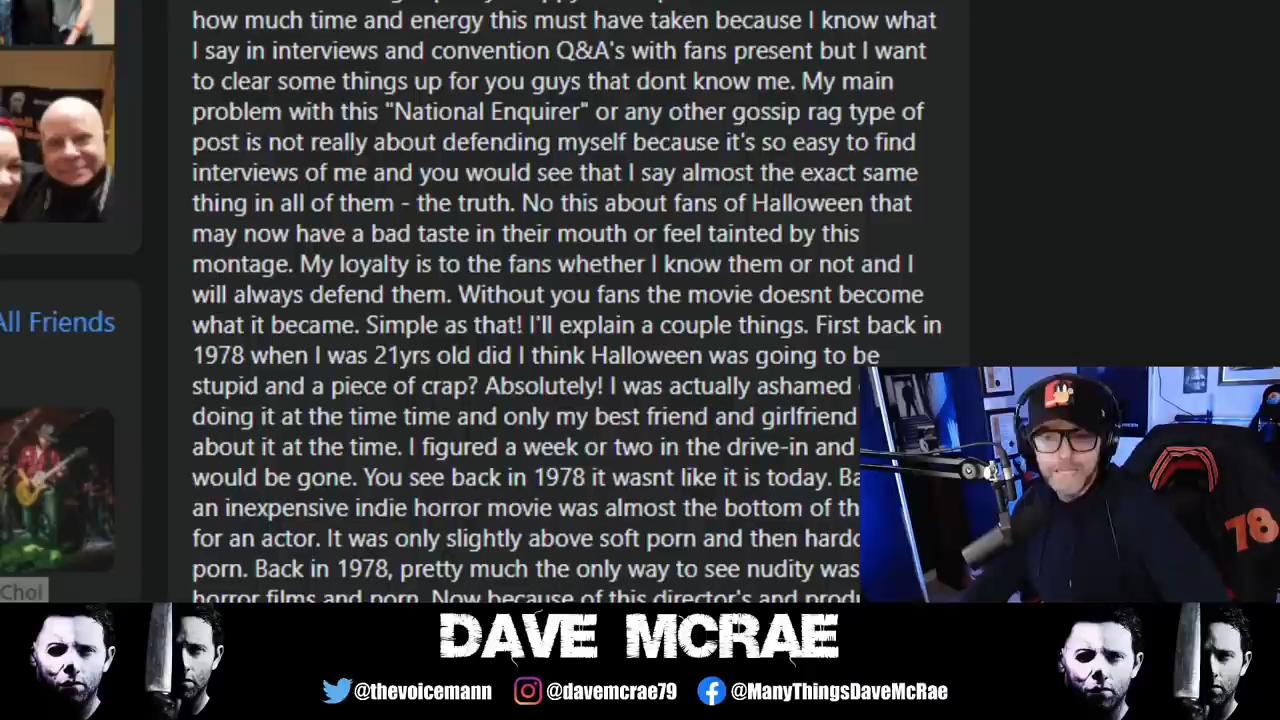 how much time and energy this must have taken because I know what
I say in interviews and convention Q&A's with fans present but I want
to clear some things up for you guys that dont know me. My main
problem with this "National Enquirer" or any other gossip rag type of
post is not really about defending myself because it's so easy to find
interviews of me and you would see that I say almost the exact same
thing in all of them - the truth. No this about fans of Halloween that
may now have a bad taste in their mouth or feel tainted by this
montage. My loyalty is to the fans whether I know them or not and I
will always defend them. Without you fans the movie doesnt become
what it became. Simple as that! I'll explain a couple things. First back in
All Friends
1978 when I was 21yrs old did I think Halloween was going to be
stupid and a piece of crap? Absolutely! I was actually ashamed
doing it at the time time and only my best friend and girlfriend
about it at the time. I figured a week or two in the drive-in and
would be gone. You see back in 1978 it wasnt like it is today.
an inexpensive indie horror movie was almost the bottom of
for an actor. It was only slightly above soft porn and then
porn. Back in 1978, pretty much the only way to see nudity was
horror films and porn. Now because of this director's and
Choi
78
DAVE MCRAE
@thevoicemann @davemcrae79 @ManyThingsDaveMcRae